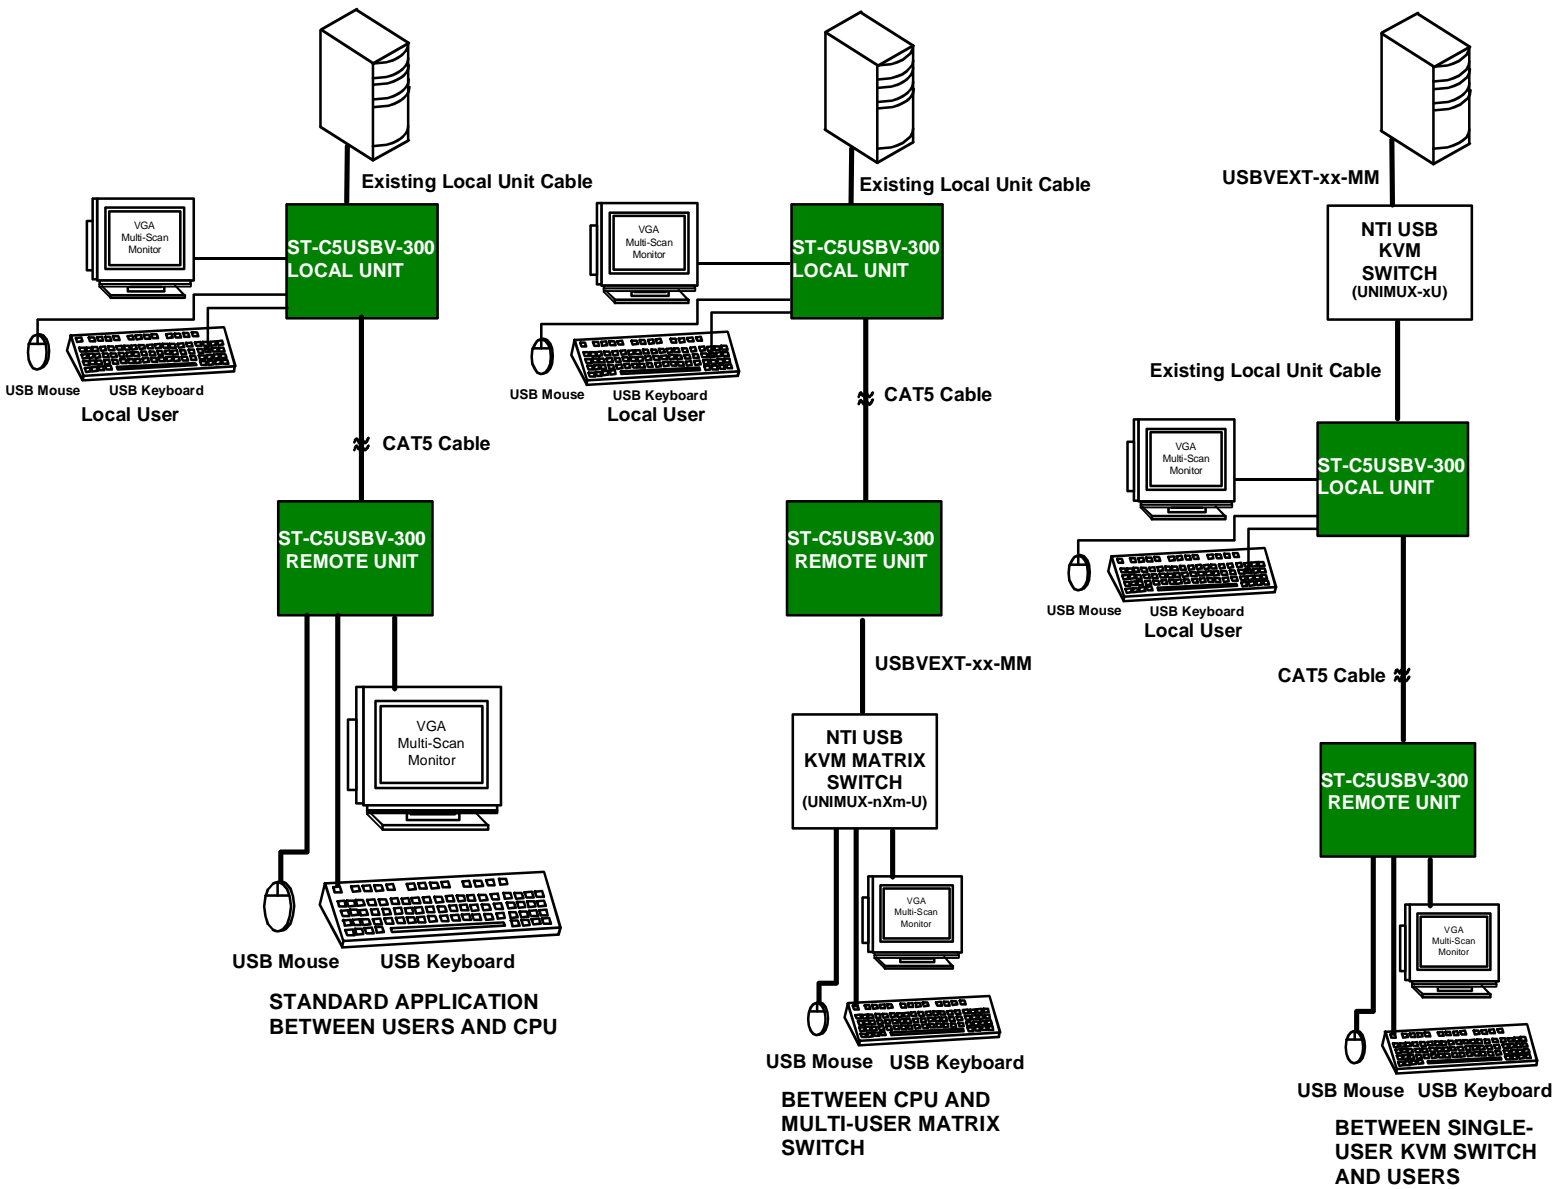 Existing Local Unit Cable
VGA
Multi-Scan
Monitor
ST-C5USBV-300
LOCAL UNIT
USB Mouse
USB Keyboard
Local User
CAT5 Cable
ST-C5USBV-300
REMOTE UNIT
VGA
Multi-Scan
Monitor
USB Mouse
USB Keyboard
STANDARD APPLICATION
BETWEEN USERS AND CPU
Existing Local Unit Cable
VGA
Multi-Scan
Monitor
ST-C5USBV-300
LOCAL UNIT
USB Mouse
USB Keyboard
Local User
CAT5 Cable
ST-C5USBV-300
REMOTE UNIT
USBVEXT-xx-MM
NTI USB
KVM MATRIX
SWITCH
(UNIMUX-nXm-U)
VGA
Multi-Scan
Monitor
USB Mouse
USB Keyboard
BETWEEN CPU AND
MULTI-USER MATRIX
SWITCH
USBVEXT-xx-MM
NTI USB
KVM
SWITCH
(UNIMUX-xU)
Existing Local Unit Cable
VGA
Multi-Scan
Monitor
ST-C5USBV-300
LOCAL UNIT
USB Mouse
USB Keyboard
Local User
CAT5 Cable
ST-C5USBV-300
REMOTE UNIT
VGA
Multi-Scan
Monitor
USB Mouse
USB Keyboard
BETWEEN SINGLE-
USER KVM SWITCH
AND USERS